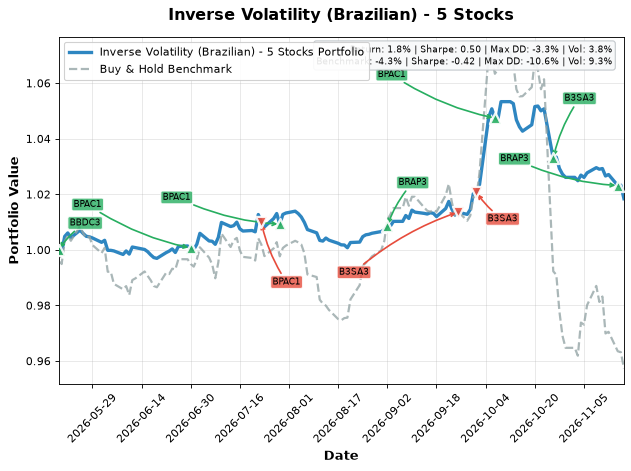 Inverse Volatility (Brazilian) - 5 Stocks
Inverse Volatility (Brazilian) - 5 Stocks Portfolio
Buy & Hold Benchmark
1.8% | Sharpe: 0.50 | Max DD: -3.3% | Vol: 3.8%
-4.3% | Sharpe: -0.42 | Max DD: -10.6% | Vol: 9.3%
BPAC1
B3SA3
BRAP3
BRAP3
BPAC1
BPAC1
BBDC3
B3SA3
B3SA3
BPAC1
Portfolio Value
1.06
1.04
1.02
1.00
0.98
0.96
2026-05-29
2026-06-14
2026-06-30
2026-07-16
2026-08-01
2026-08-17
2026-09-02
2026-09-18
2026-10-04
2026-10-20
2026-11-05
Date